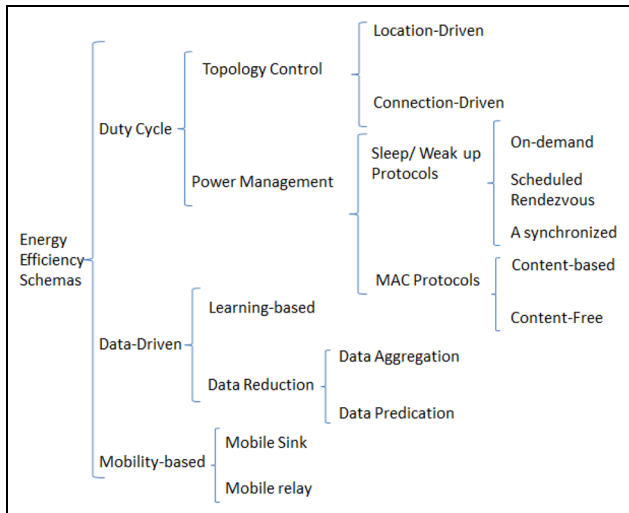 Location-Driven
Topology Control
Connection-Driven
Duty Cycle
On-demand
Sleep/ Weak up
Protocols
Power Management
Scheduled
Rendezvous
A synchronized
Energy
Efficiency
Schemas
Content-based
MAC Protocols
Content-Free
Learning-based
Data-Driven
Data Aggregation
Data Reduction
Data Predication
Mobile Sink
Mobility-based
Mobile relay